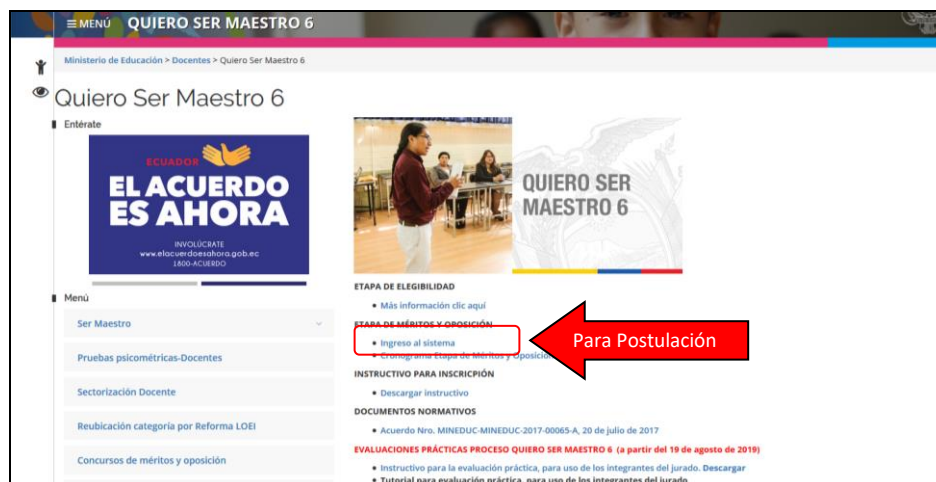 ≡ MENÚ QUIERO SER MAESTRO 6
Ministerio de Educación > Docentes > Quiero Ser Maestro 6
Quiero Ser Maestro 6
Entérate
ECUADOR
EL ACUERDO
ES AHORA
INVOLÚCRATE
www.elacuerdoesahora.gob.ec
1800-ACUERDO
Menú
Ser Maestro
Pruebas psicométricas-Docentes
Sectorización Docente
Reubicación categoría por Reforma LOEI
Concursos de méritos y oposición
QUIERO SER
MAESTRO 6
ETAPA DE ELEGIBILIDAD
• Más información clic aquí
ETAPA DE MÉRITOS Y OPOSICIÓN
• Ingreso al sistema
• Cronograma Etapa de Méritos y Oposición
Para Postulación
INSTRUCTIVO PARA INSCRICPIÓN
• Descargar instructivo
DOCUMENTOS NORMATIVOS
• Acuerdo Nro. MINEDUC-MINEDUC-2017-00065-A, 20 de julio de 2017
EVALUACIONES PRÁCTICAS PROCESO QUIERO SER MAESTRO 6 (a partir del 19 de agosto de 2019)
• Instructivo para la evaluación práctica, para uso de los integrantes del jurado. Descargar
• Tutorial para evaluación práctica, para uso de los integrantes del jurado